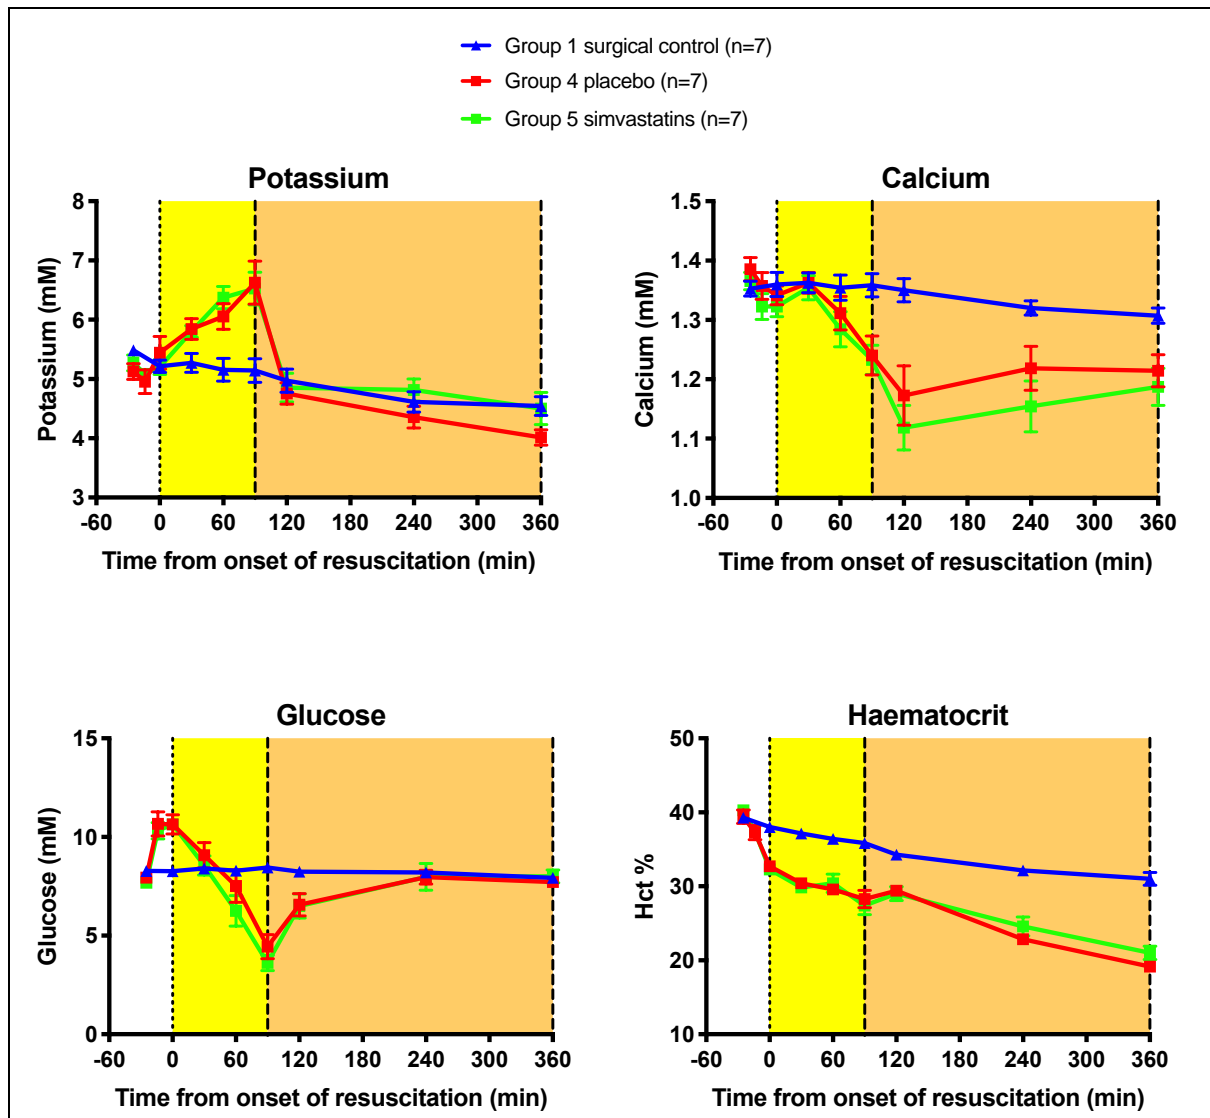 Group 1 surgical control (n=7)
Group 4 placebo (n=7)
Group 5 simvastatins (n=7)
Potassium
8
7
6
5
4
3
Potassium (mM)
-60 0 60 120 180 240 300 360
Time from onset of resuscitation (min)
Calcium
1.5
1.4
1.3
1.2
1.1
1.0
Calcium (mM)
-60 0 60 120 180 240 300 360
Time from onset of resuscitation (min)
Glucose
15
10
5
0
Glucose (mM)
-60 0 60 120 180 240 300 360
Time from onset of resuscitation (min)
Haematocrit
50
40
30
20
10
Hct %
-60 0 60 120 180 240 300 360
Time from onset of resuscitation (min)